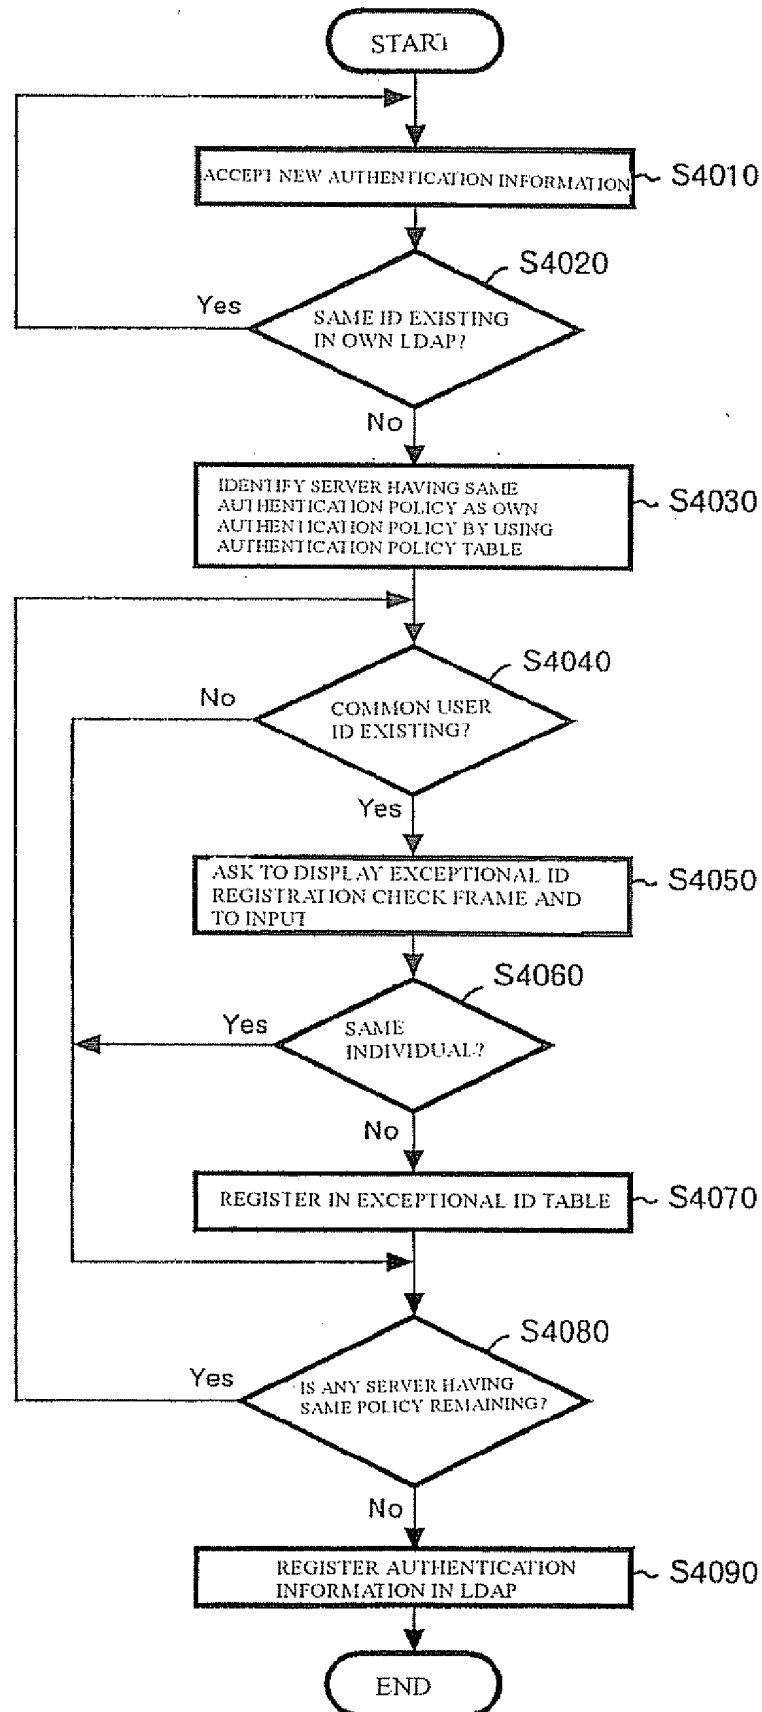 START
ACCEPT NEW AUTHENTICATION INFORMATION
S4010
S4020
Yes
SAME ID EXISTING
IN OWN LDAP?
No
IDENTIFY SERVER HAVING SAME
AUTHENTICATION POLICY AS OWN
AUTHENTICATION POLICY BY USING
AUTHENTICATION POLICY TABLE
S4030
S4040
No
COMMON USER
ID EXISTING?
Yes
ASK TO DISPLAY EXCEPTIONAL ID
REGISTRATION CHECK FRAME AND
TO INPUT
S4050
S4060
Yes
SAME
INDIVIDUAL?
No
REGISTER IN EXCEPTIONAL ID TABLE
S4070
S4080
Yes
IS ANY SERVER HAVING
SAME POLICY REMAINING?
No
REGISTER AUTHENTICATION
INFORMATION IN LDAP
S4090
END